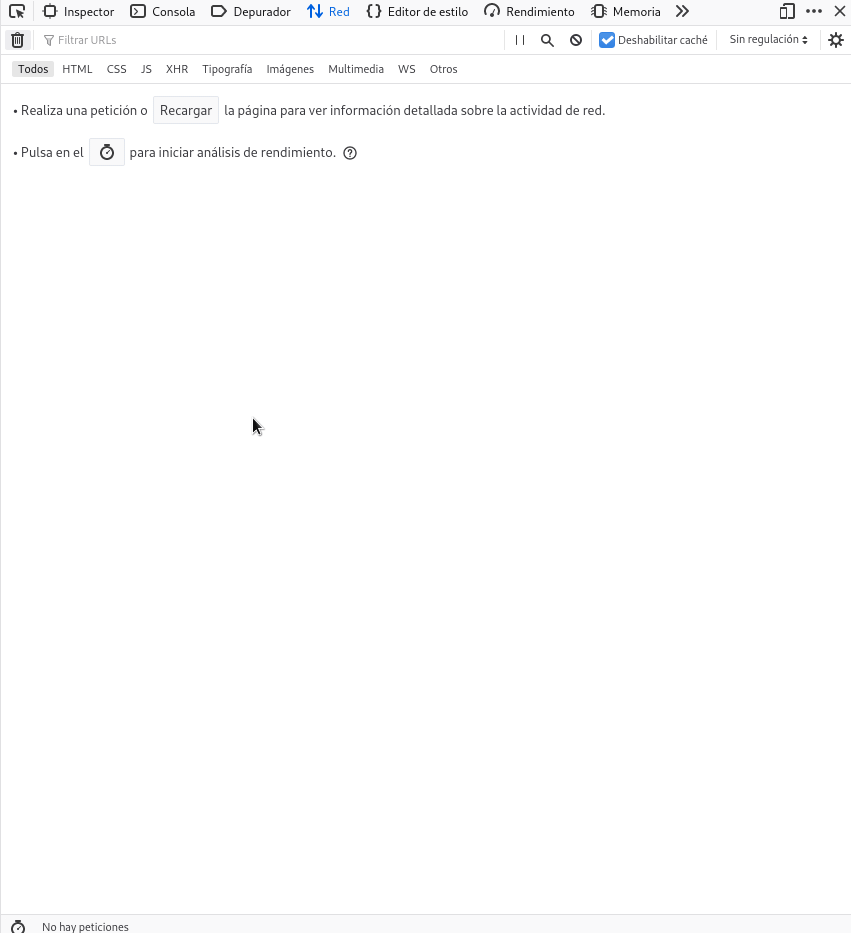 Inspector Consola Depurador Red Editor de estilo Rendimiento Memoria
Filtrar URLs Deshabilitar caché Sin regulación
Todos HTML CSS JS XHR Tipografía Imágenes Multimedia WS Otros
• Realiza una petición o Recargar la página para ver información detallada sobre la actividad de red.
• Pulsa en el para iniciar análisis de rendimiento.
No hay peticiones